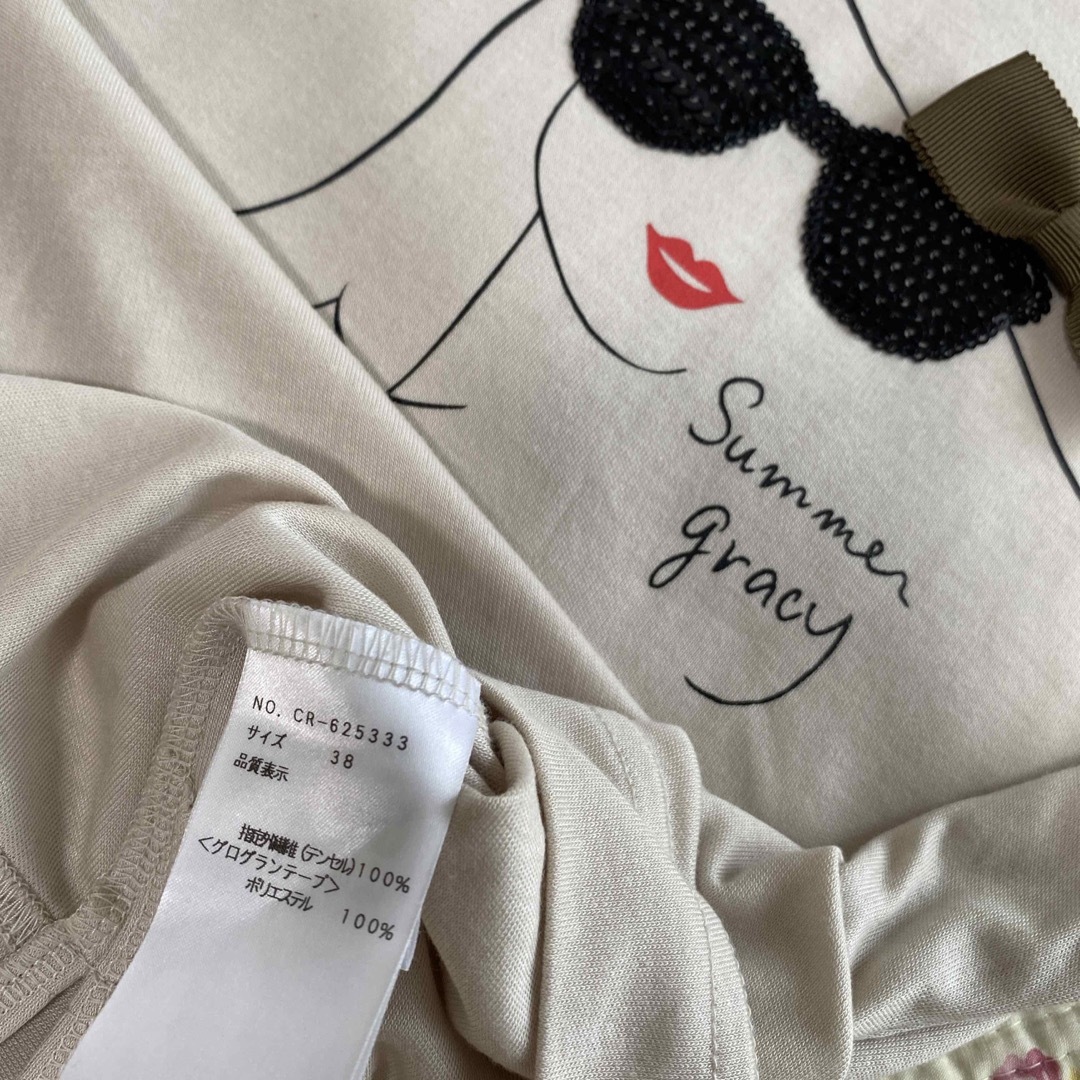 Summer
gracy
NO. CR-625333
サイズ 38
品質表示
指定外繊維(テンセル)100%
<グログランテープ>
ポリエステル 100%